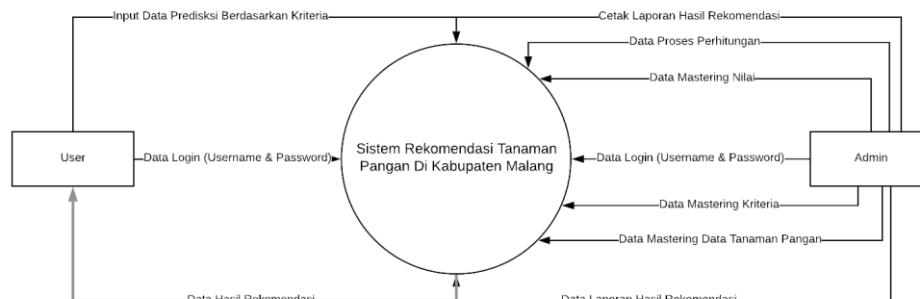 Input Data Predisksi Berdasarkan Kriteria
Cetak Laporan Hasil Rekomendasi
Data Proses Perhitungan
Data Mastering Nilai
User
Data Login (Username & Password)
Sistem Rekomendasi Tanaman
Pangan Di Kabupaten Malang
Data Login (Username & Password)
Admin
Data Mastering Kriteria
Data Mastering Data Tanaman Pangan
Data Hasil Rekomendasi
Data Laporan Hasil Rekomendasi